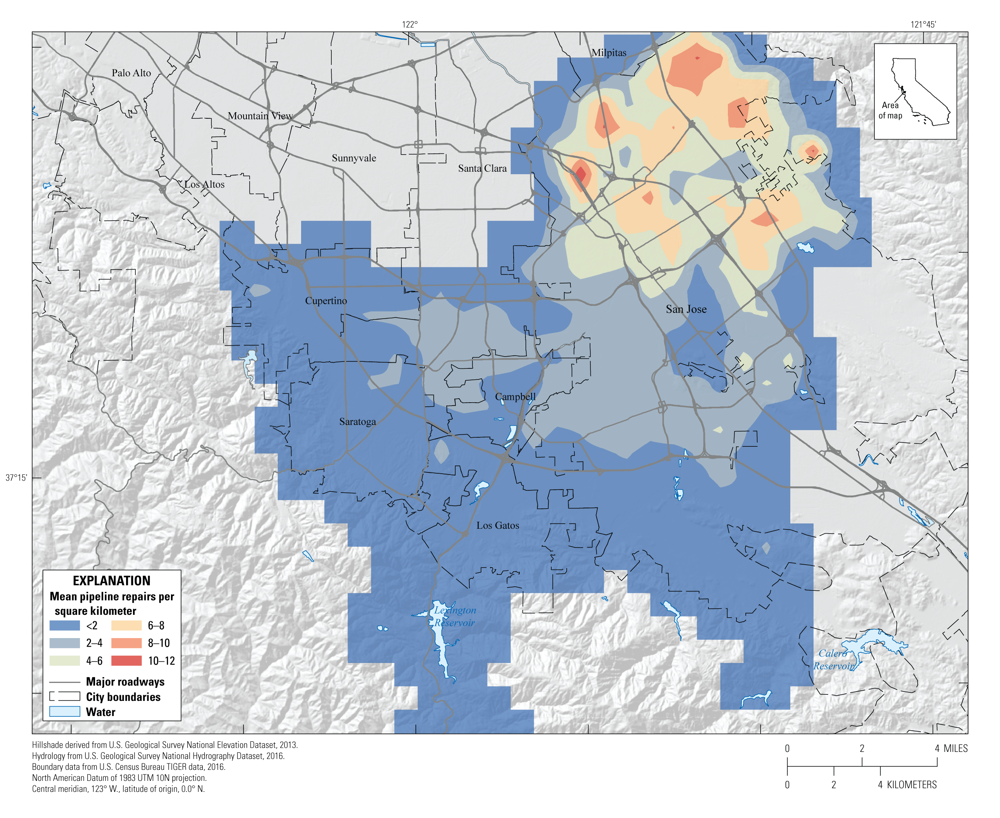 122°
121°45'
Milpitas
Palo Alto
Area
of map
Mountain View
Sunnyvale
Santa Clara
Los Altos
Cupertino
San Jose
Campbell
Saratoga
37°15'
Los Gatos
Lexington
Reservoir
Calero
Reservoir
EXPLANATION
Mean pipeline repairs per
square kilometer
<2 6–8
2–4 8–10
4–6 10–12
Major roadways
City boundaries
Water
Hillshade derived from U.S. Geological Survey National Elevation Dataset, 2013.
Hydrology from U.S. Geological Survey National Hydrography Dataset, 2016.
Boundary data from U.S. Census Bureau TIGER data, 2016.
North American Datum of 1983 UTM 10N projection.
Central meridian, 123° W., latitude of origin, 0.0° N.
0 2 4 MILES
0 2 4 KILOMETERS